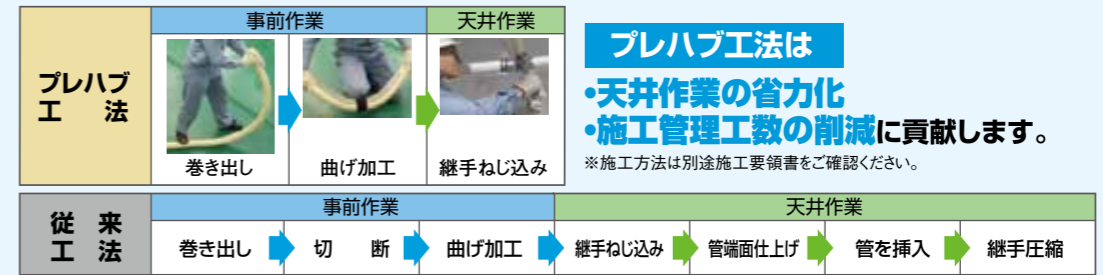 事前作業
天井作業
プレハブ
工　法
巻き出し
曲げ加工
継手ねじ込み
プレハブ工法は
•天井作業の省力化
•施工管理工数の削減に貢献します。
※施工方法は別途施工要領書をご確認ください。
従　来
工　法
事前作業
天井作業
巻き出し
切　断
曲げ加工
継手ねじ込み
管端面仕上げ
管を挿入
継手圧縮